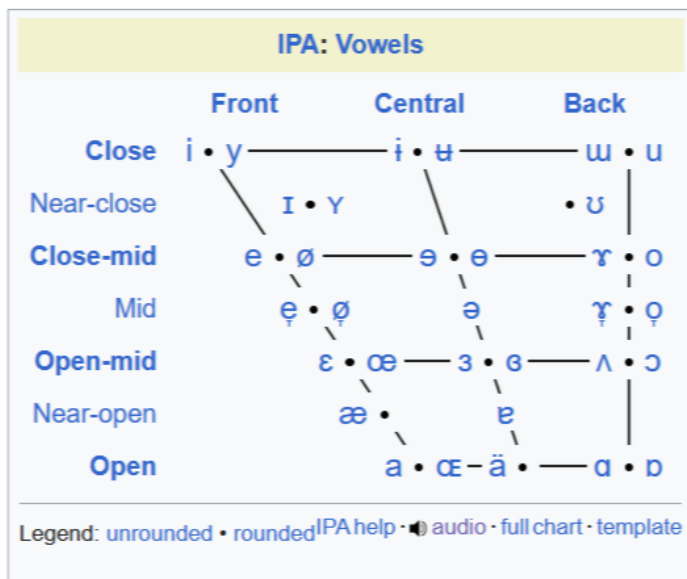 IPA: Vowels
Front Central Back
Close i • y ɨ • ʉ ɯ • u
Near-close ɪ • ʏ • ʊ
Close-mid e • ø ɘ • ɵ ɤ • o
Mid e̞ • ø̞ ə ɤ̞ • o̞
Open-mid ɛ • œ ɜ • ɞ ʌ • ɔ
Near-open æ • ɐ
Open a • ɶ ä • ɑ • ɒ
Legend: unrounded • rounded IPA help · audio · full chart · template